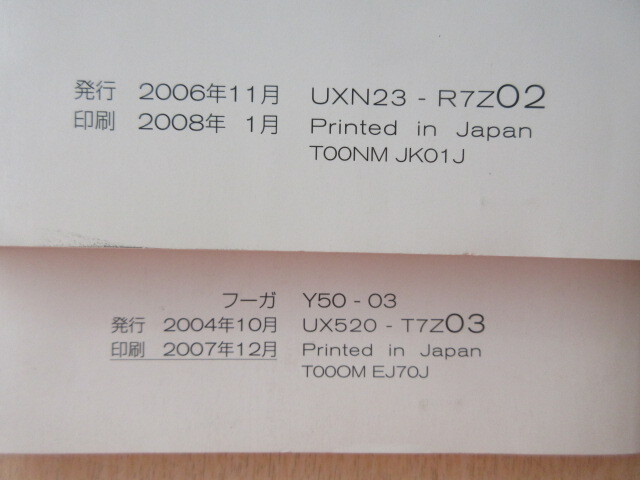 発行 2006年11月 UXN23 - R7Z02
印刷 2008年 1月 Printed in Japan
T00NM JK01J
フーガ Y50 - 03
発行 2004年10月 UX520 - T7Z03
印刷 2007年12月 Printed in Japan
T00OM EJ70J